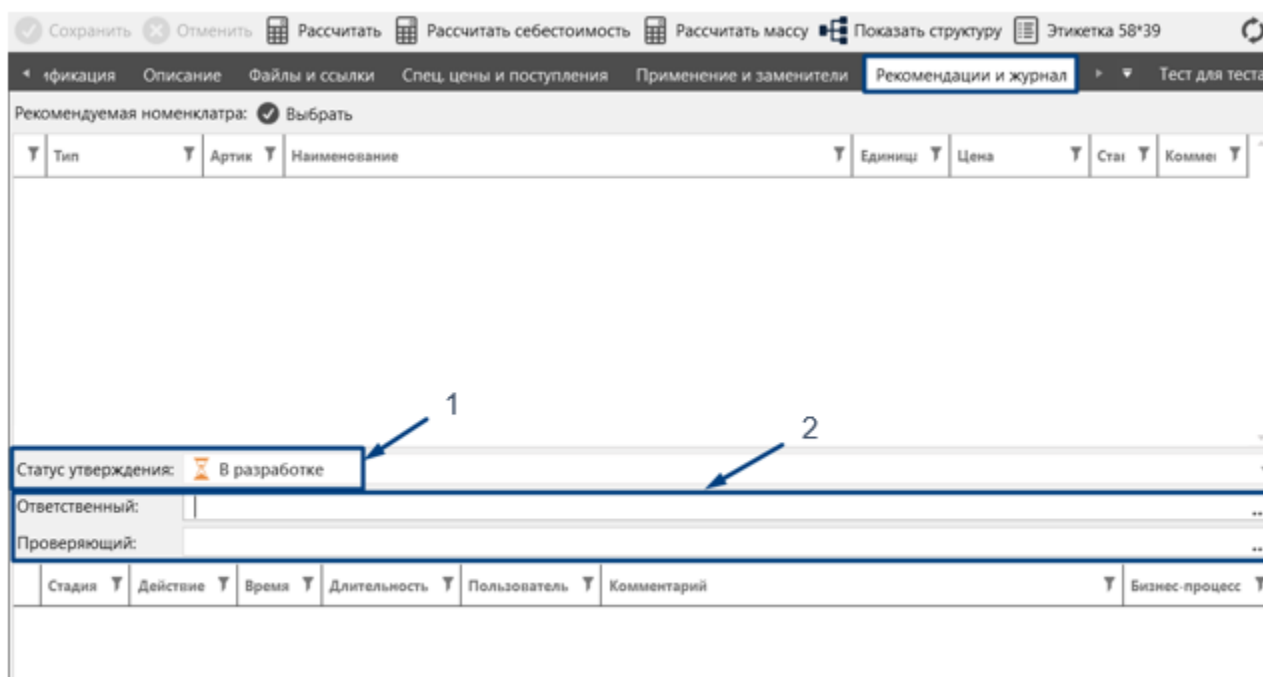 Сохранить Отменить Рассчитать Рассчитать себестоимость Рассчитать массу Показать структуру Этикетка 58*39
фикация Описание Файлы и ссылки Спец. цены и поступления Применение и заменители Рекомендации и журнал Тест для теста
Рекомендуемая номенклатра: Выбрать
Тип Артик Наименование Единиц Цена Стат Коммен
1
2
Статус утверждения: В разработке
Ответственный: ...
Проверяющий: ...
Стадия Действие Время Длительность Пользователь Комментарий Бизнес-процесс